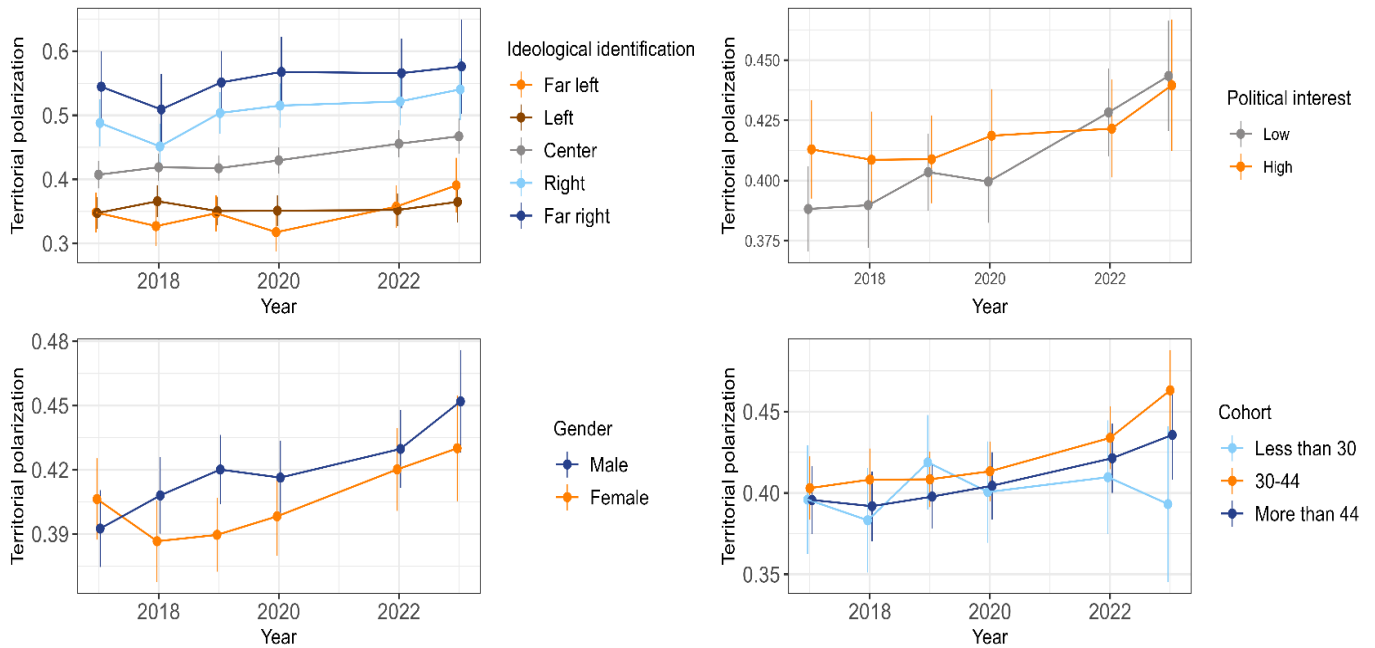 Territorial polarization
0.6
0.5
0.4
0.3
2018
2020
2022
Year
Ideological identification
Far left
Left
Center
Right
Far right
Territorial polarization
0.450
0.425
0.400
0.375
2018
2020
2022
Year
Political interest
Low
High
Territorial polarization
0.48
0.45
0.42
0.39
2018
2020
2022
Year
Gender
Male
Female
Territorial polarization
0.45
0.40
0.35
2018
2020
2022
Year
Cohort
Less than 30
30-44
More than 44